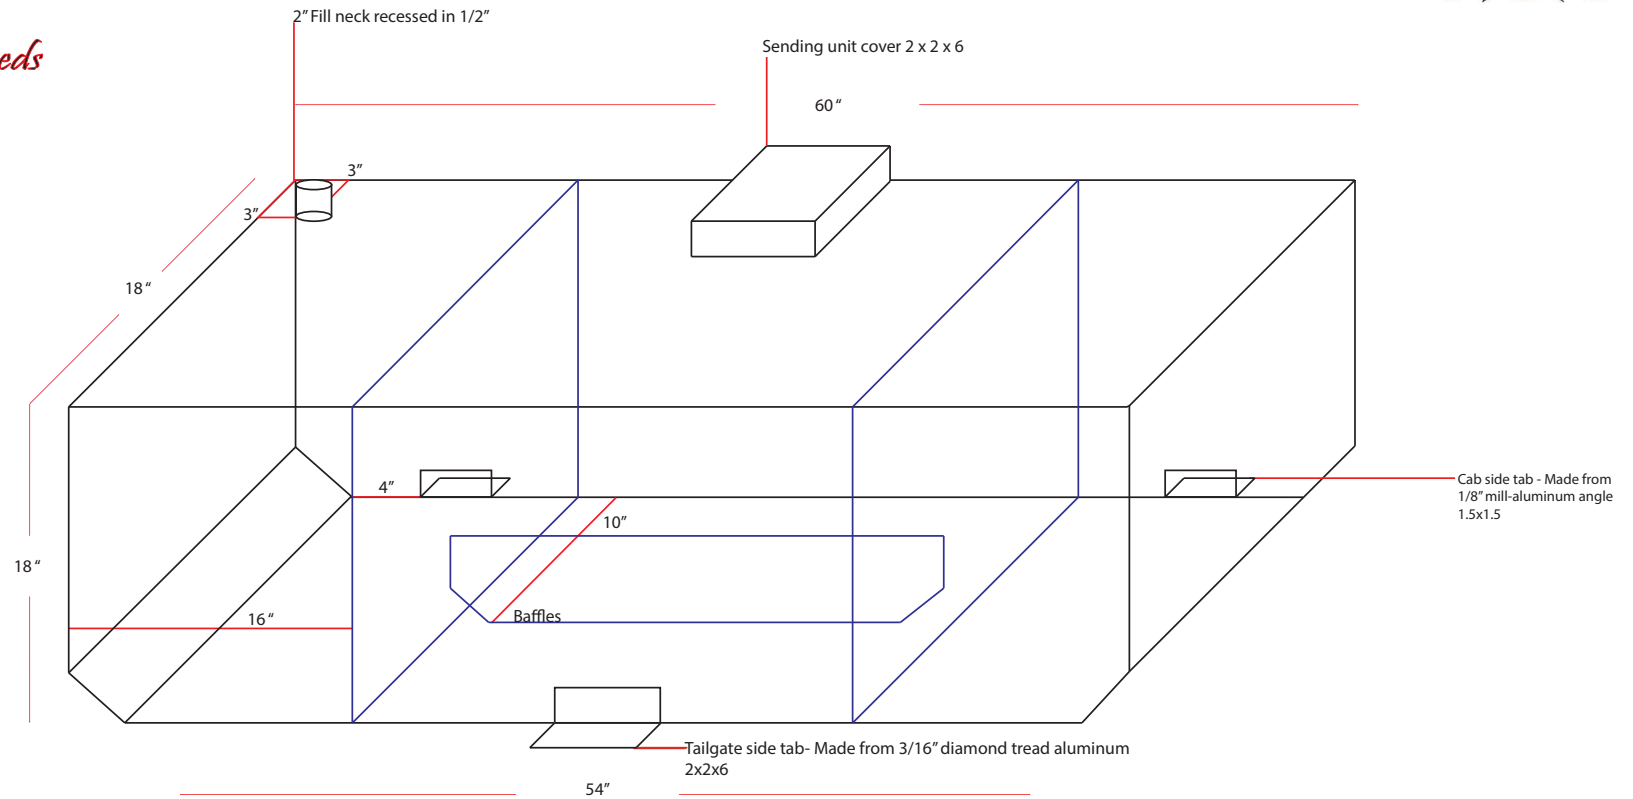 2” Fill neck recessed in 1/2”
eds
Sending unit cover 2 x 2 x 6
60“
3”
3”
18“
4”
Cab side tab - Made from
1/8” mill-aluminum angle
1.5x1.5
10”
18“
16“
Baffles
Tailgate side tab- Made from 3/16” diamond tread aluminum
2x2x6
54”